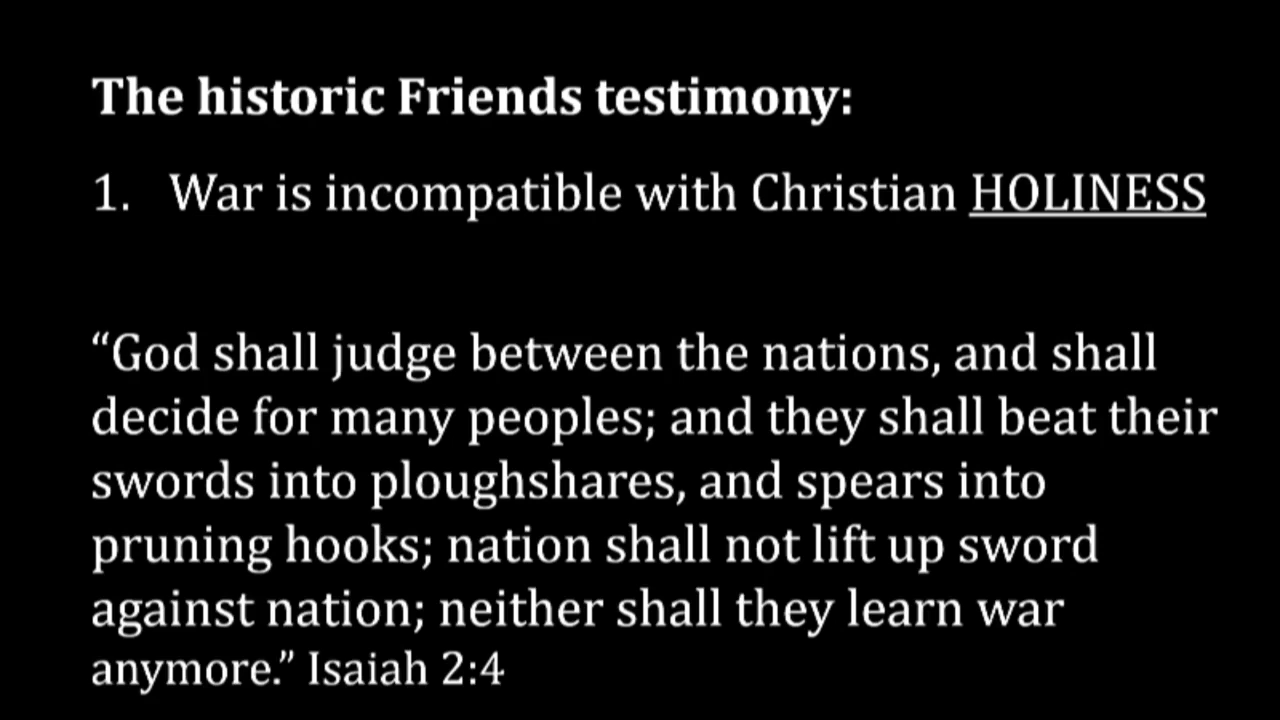 The historic Friends testimony:
1. War is incompatible with Christian HOLINESS
“God shall judge between the nations, and shall
decide for many peoples; and they shall beat their
swords into ploughshares, and spears into
pruning hooks; nation shall not lift up sword
against nation; neither shall they learn war
anymore.” Isaiah 2:4